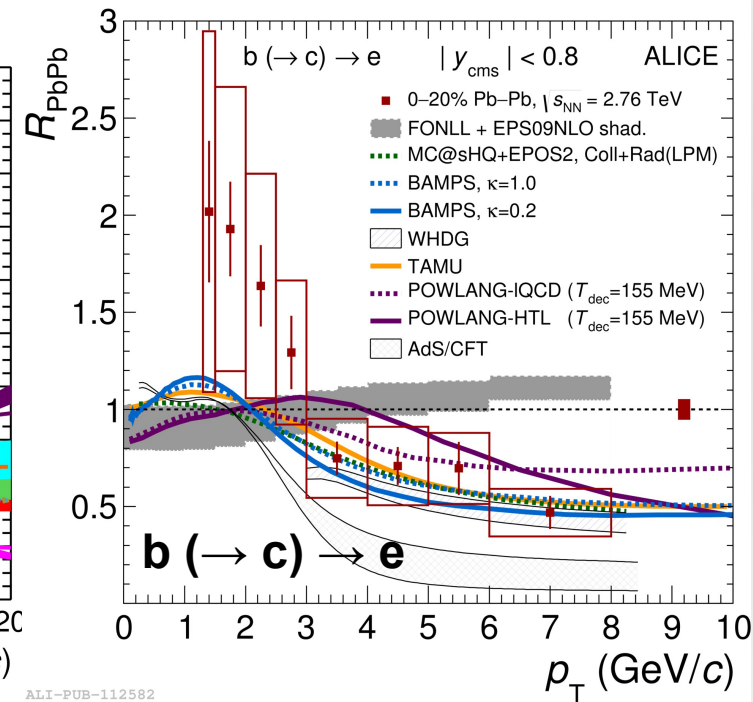 3
b (→ c) → e | y_cms | < 0.8 ALICE
R_PbPb
0–20% Pb–Pb, √s_NN = 2.76 TeV
2.5
FONLL + EPS09NLO shad.
MC@sHQ+EPOS2, Coll+Rad(LPM)
BAMPS, κ=1.0
2
BAMPS, κ=0.2
WHDG
TAMU
POWLANG-lQCD (T_dec=155 MeV)
1.5
POWLANG-HTL (T_dec=155 MeV)
AdS/CFT
1
0.5
b (→ c) → e
20
0 1 2 3 4 5 6 7 8 9 10
)
p_T (GeV/c)
ALI-PUB-112582